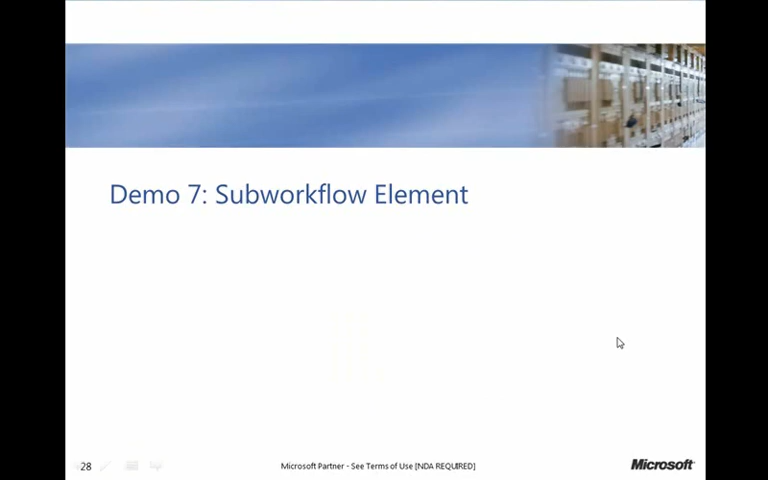 Demo 7: Subworkflow Element
28
Microsoft Partner - See Terms of Use [NDA REQUIRED]
Microsoft